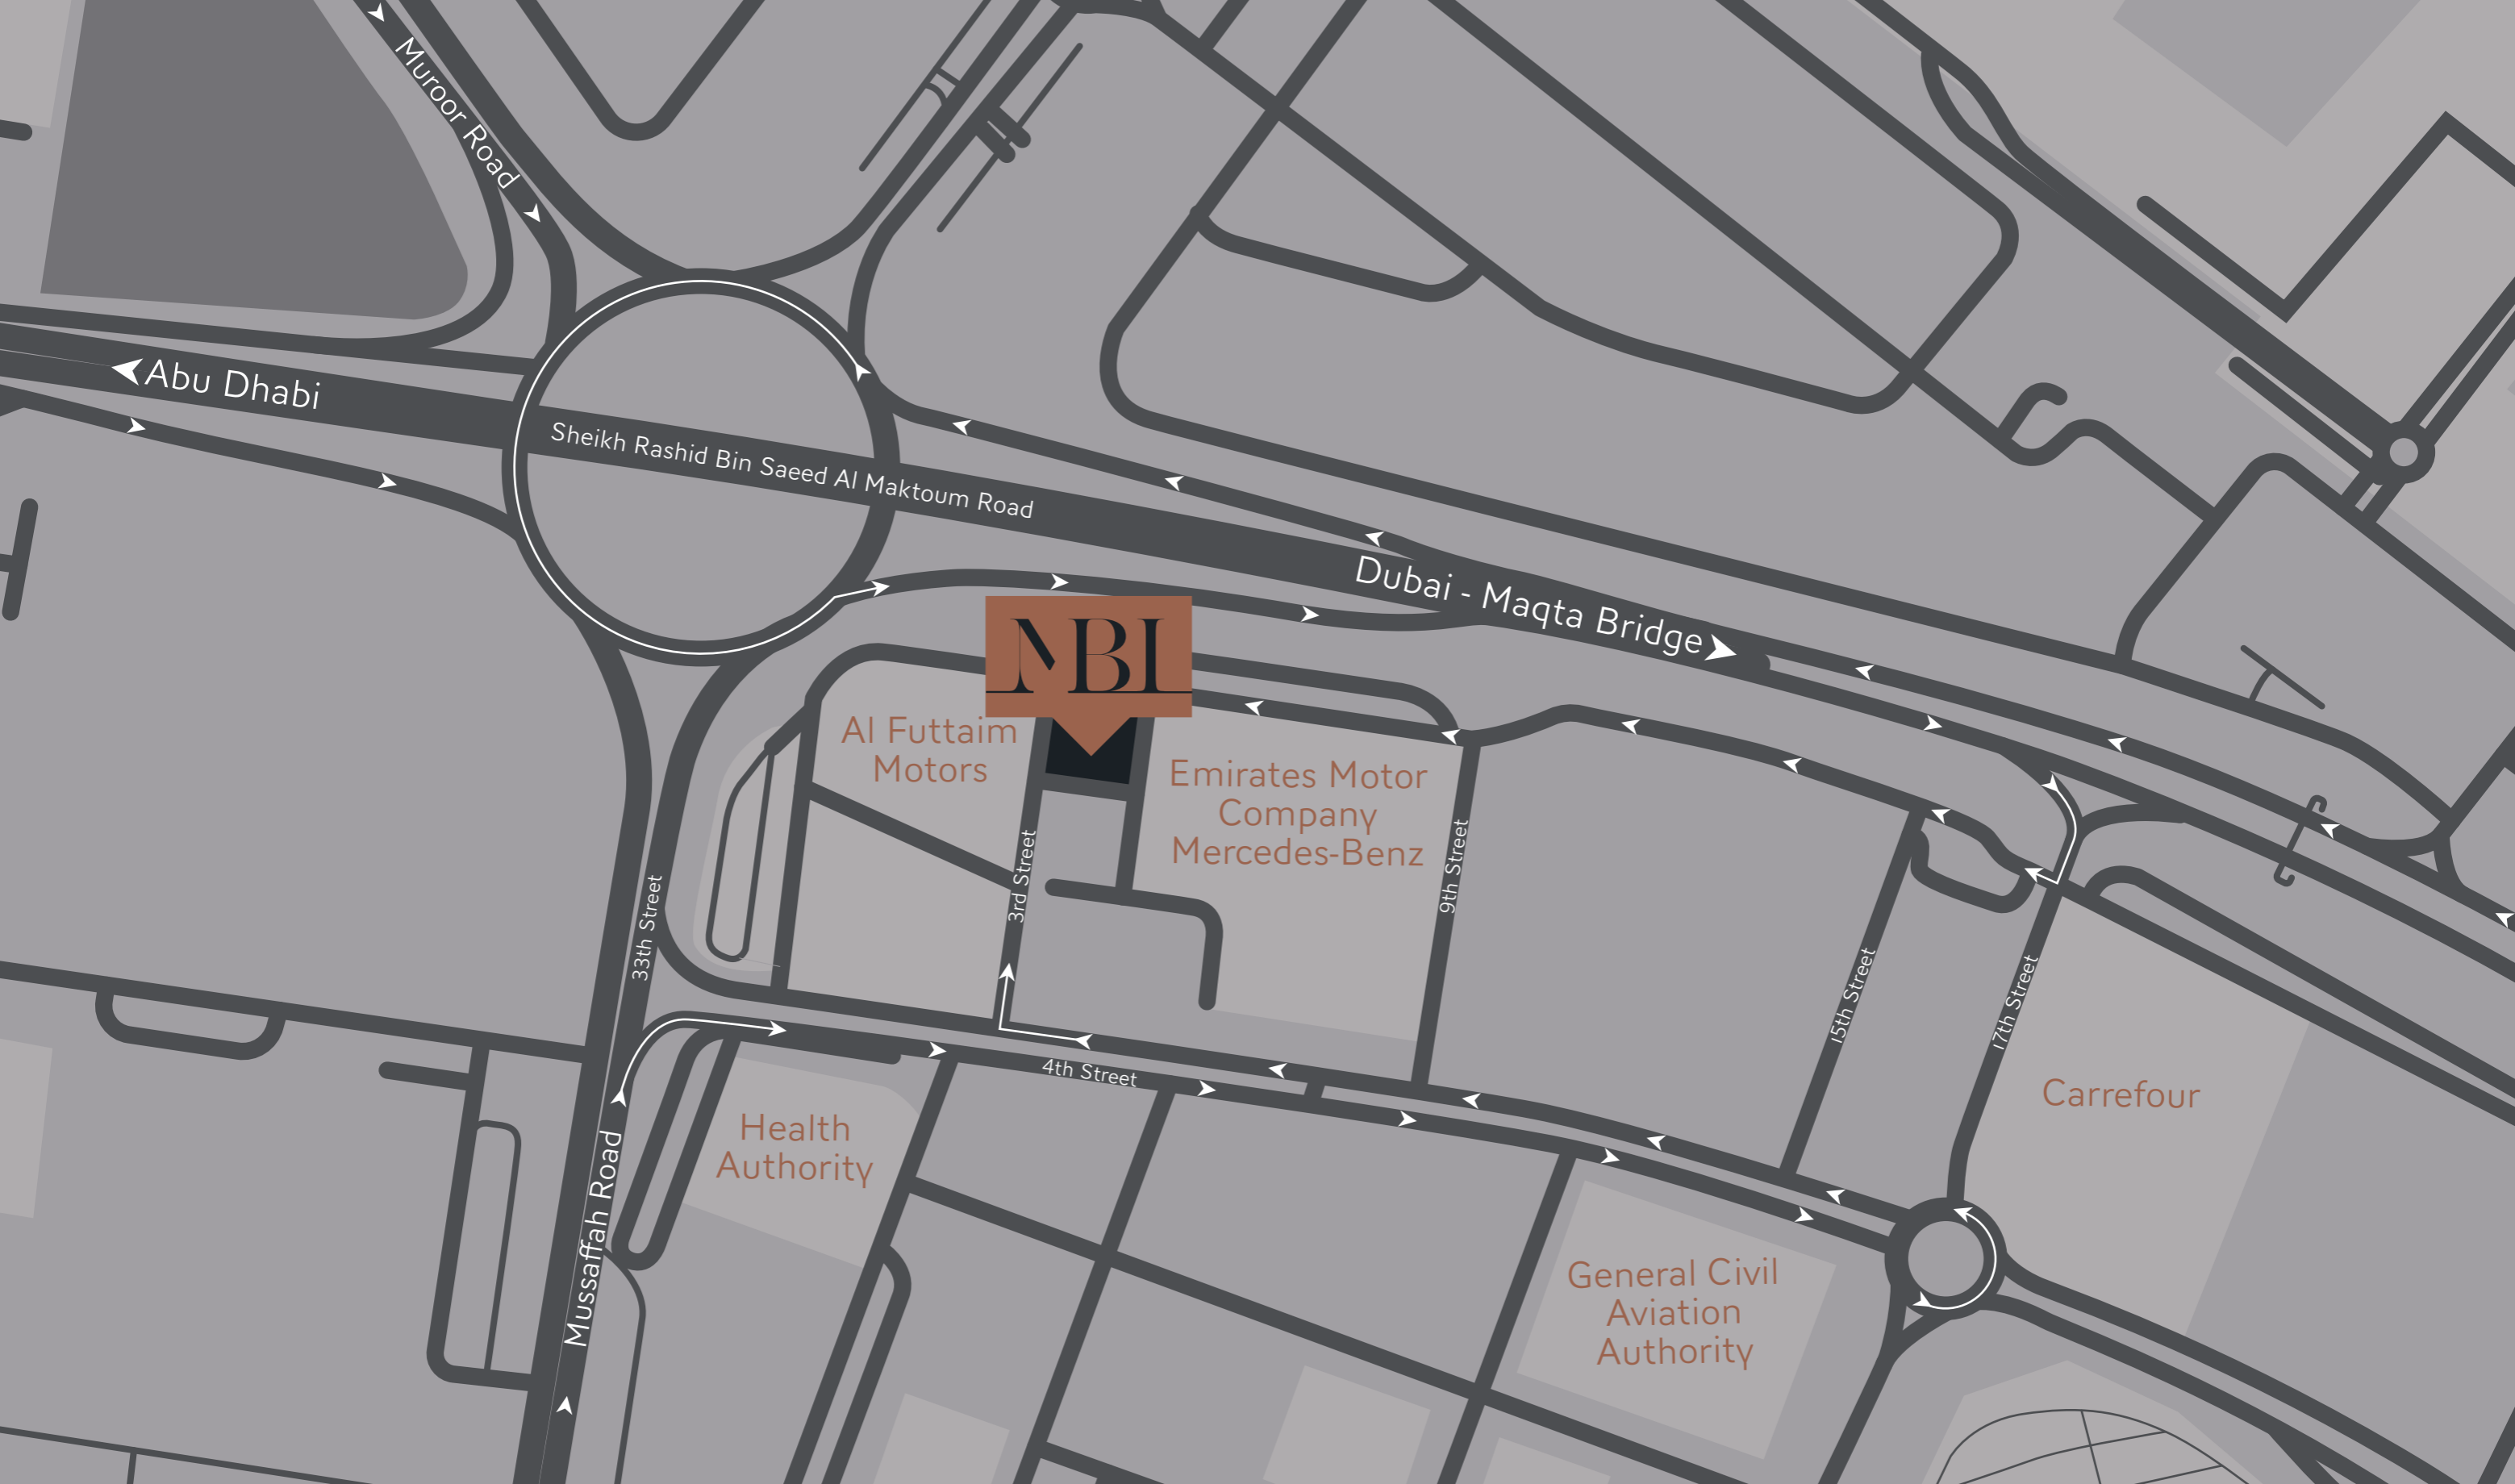 Muroor Road
Abu Dhabi
Sheikh Rashid Bin Saeed Al Maktoum Road
Dubai - Maqta Bridge
NBI
Al Futtaim
Motors
Emirates Motor
Company
Mercedes-Benz
3rd Street
9th Street
33th Street
15th Street
17th Street
4th Street
Carrefour
Health
Authority
Mussaffah Road
General Civil
Aviation
Authority